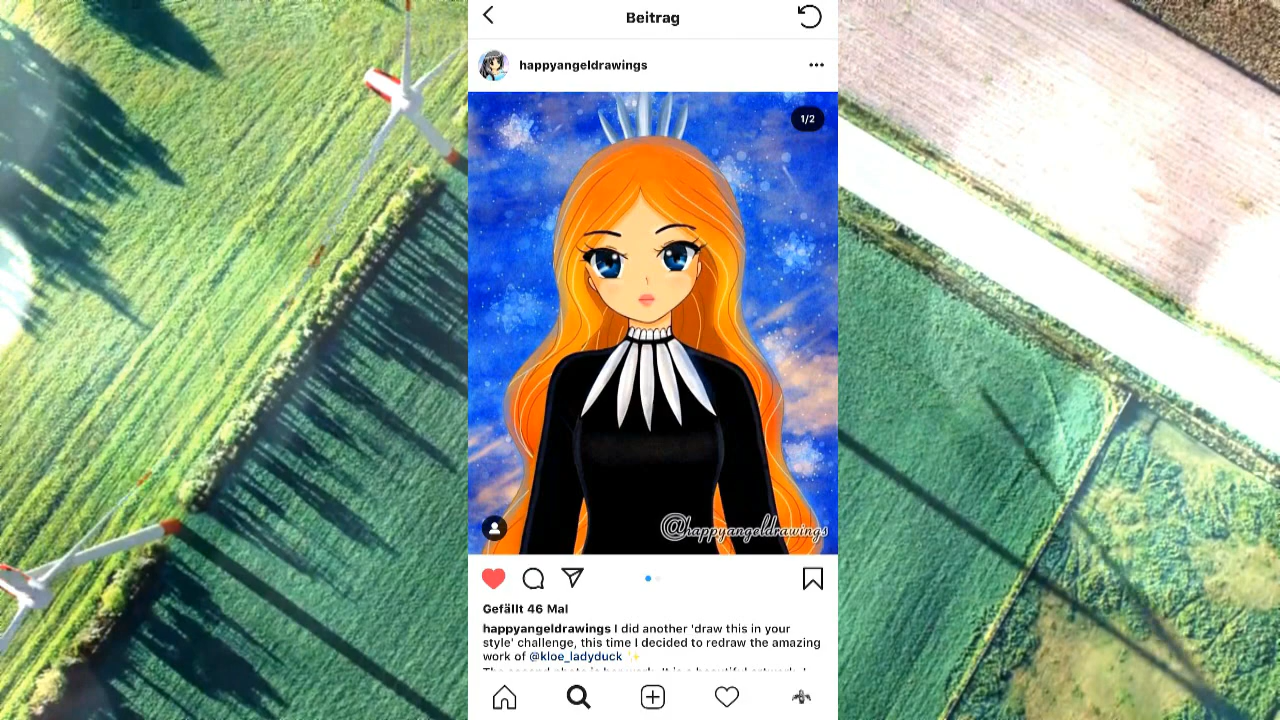 Beitrag
happyangeldrawings
1/2
@happyangeldrawings
Gefällt 46 Mal
happyangeldrawings I did another 'draw this in your
style' challenge, this time I decided to redraw the amazing
work of @kloe_ladyduck ✨